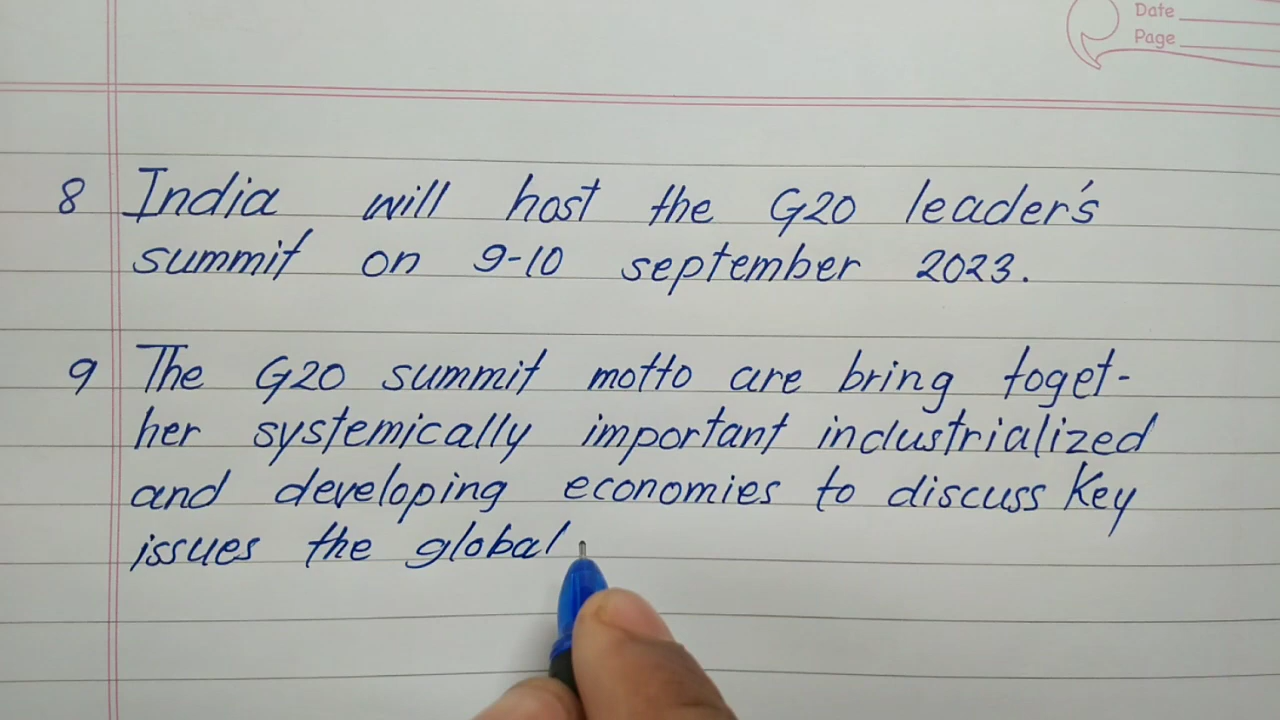 Date
Page
8 India will host the G20 leader's
summit on 9-10 september 2023.
9 The G20 summit motto are bring toget-
her systemically important industrialized
and developing economies to discuss Key
issues the global